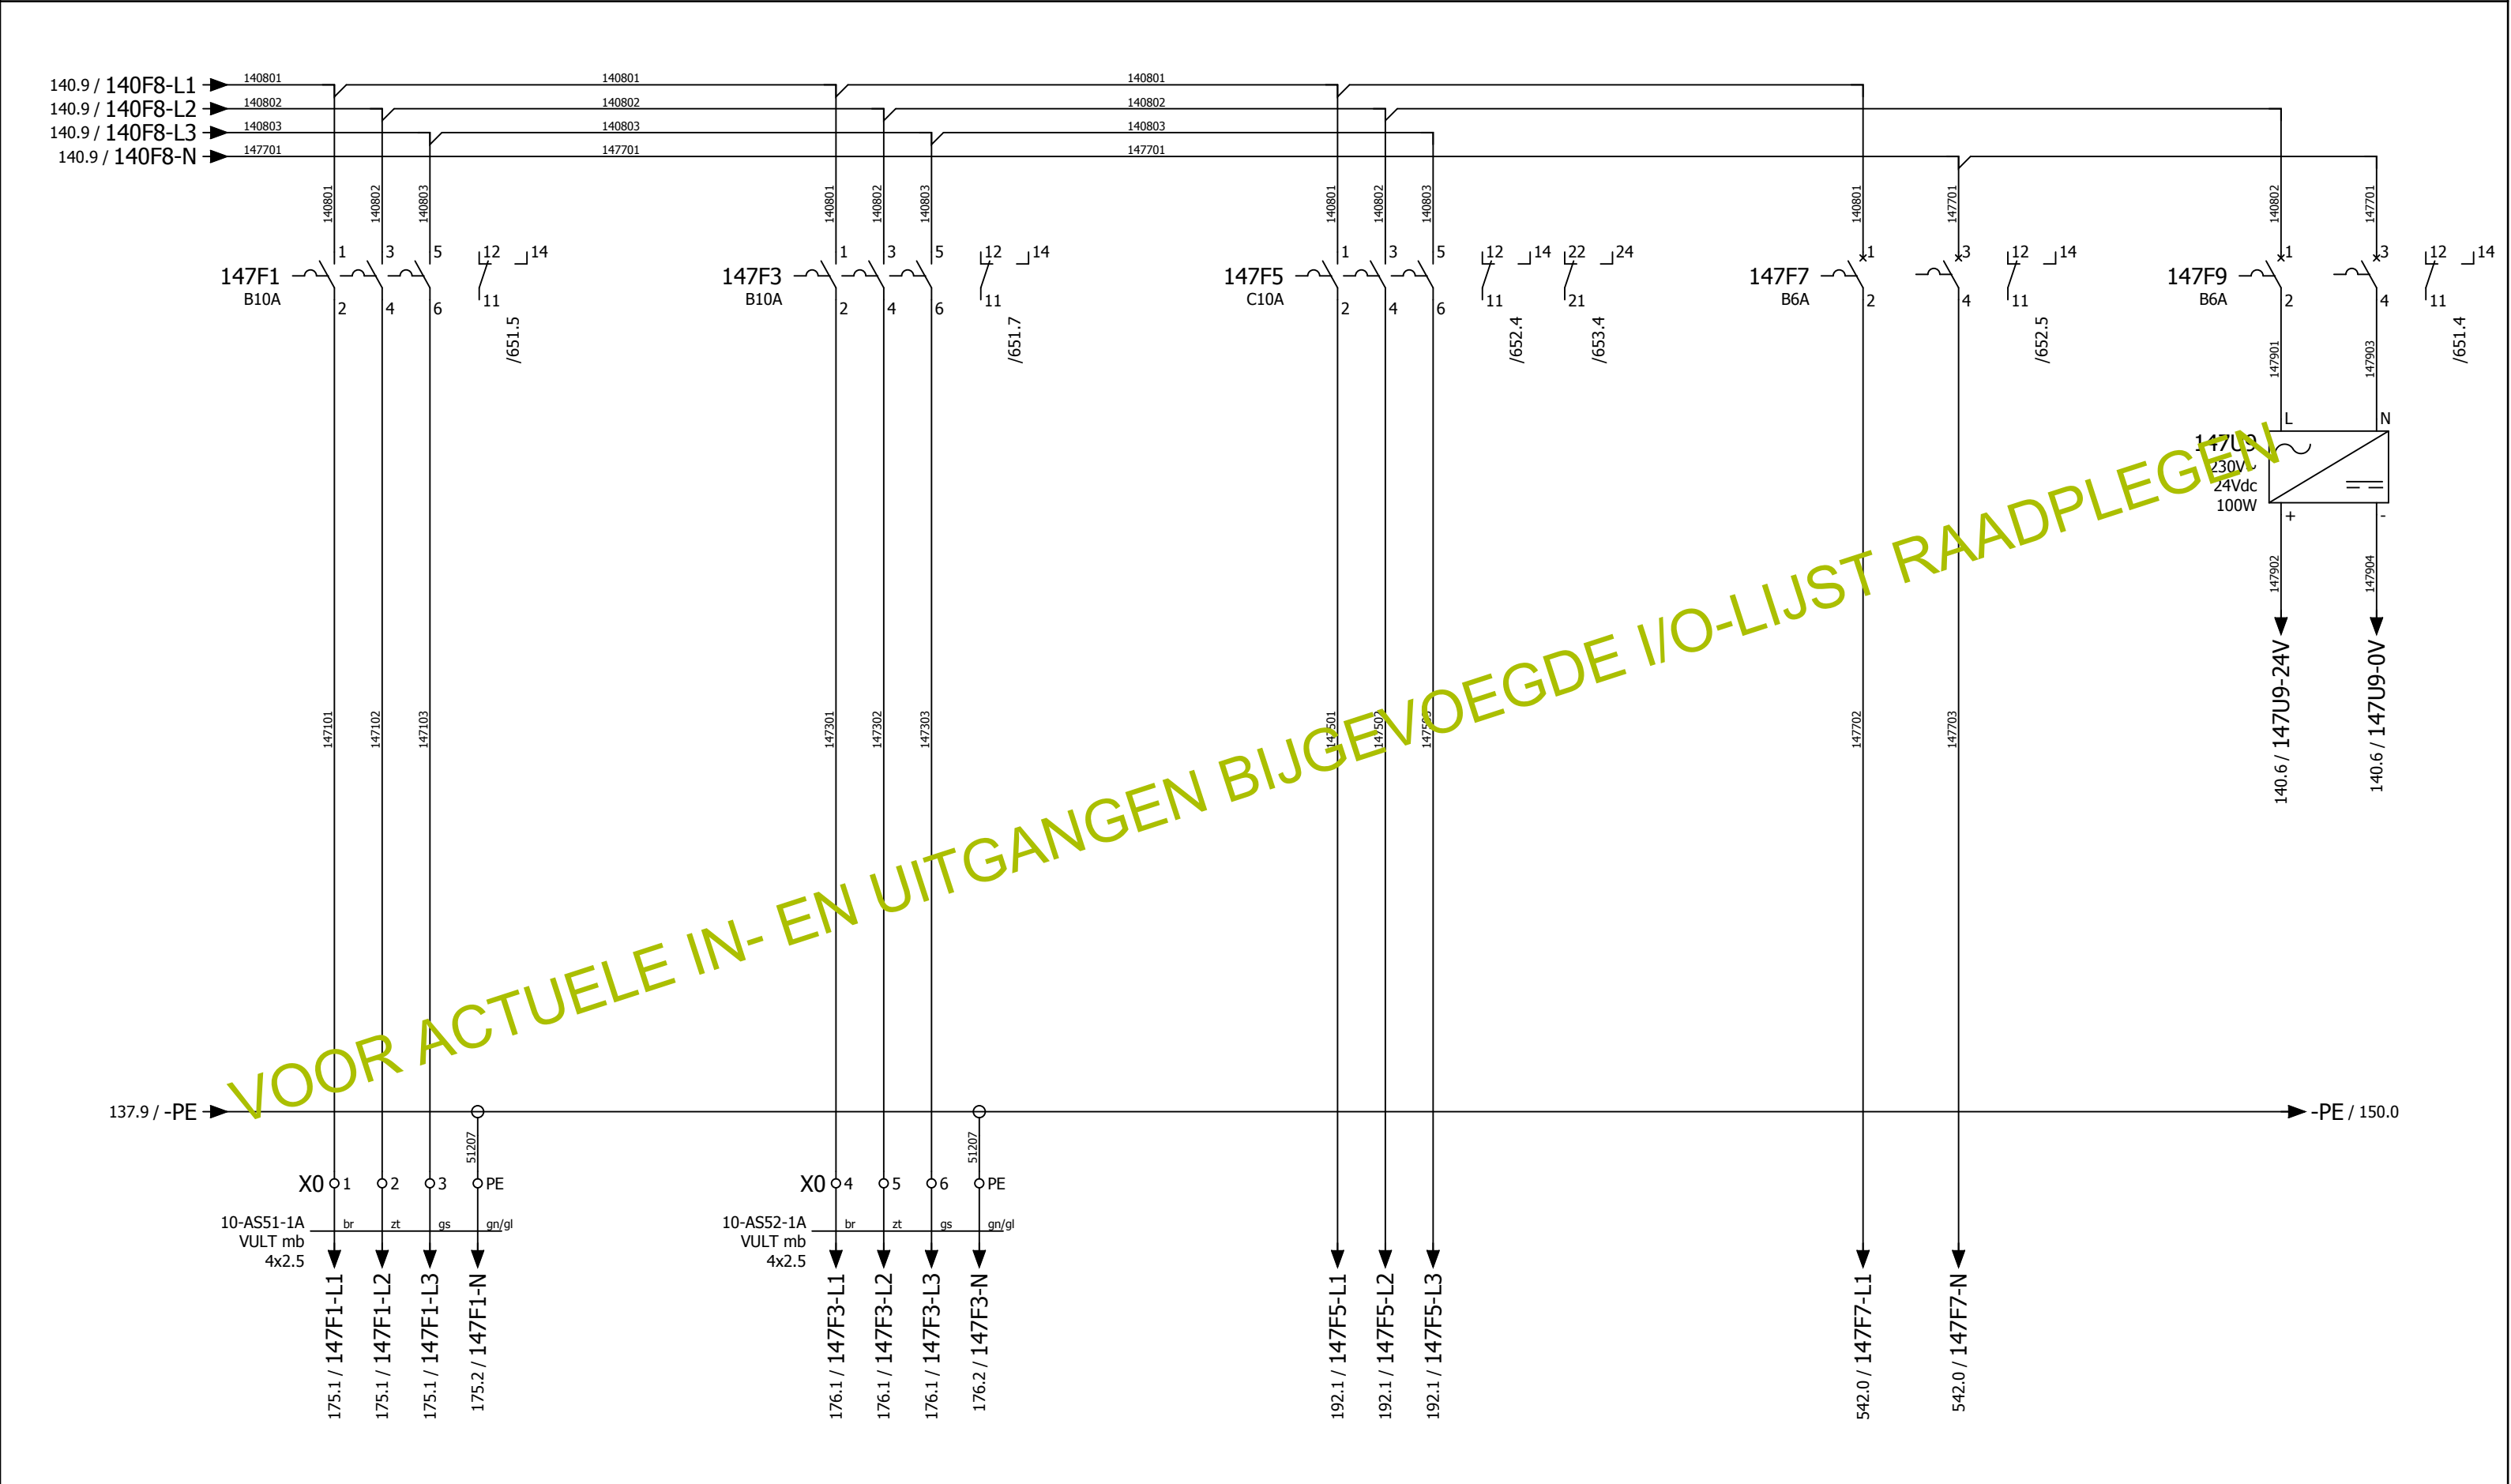 140.9 / 140F8-L1
140801 140801 140801
140.9 / 140F8-L2
140802 140802 140802
140.9 / 140F8-L3
140803 140803 140803
140.9 / 140F8-N
147701 147701 147701
140801 140802 140803
140801 140802 140803
140801 140802 140803
140801 147701
140802 147701
147F1
B10A
1 3 5 12 14
2 4 6 11
/651.5
147F3
B10A
1 3 5 12 14
2 4 6 11
/651.7
147F5
C10A
1 3 5 12 14 22 24
2 4 6 11 21
/652.4 /653.4
147F7
B6A
1 3 12 14
2 4 11
/652.5
147F9
B6A
1 3 12 14
2 4 11
/651.4
147901 147903
L N
147U9
230V~
24Vdc
100W
+ -
147902 147904
140.6 / 147U9-24V
140.6 / 147U9-0V
147101 147102 147103
147301 147302 147303
147501 147502 147503
147702 147703
VOOR ACTUELE IN- EN UITGANGEN BIJGEVOEGDE I/O-LIJST RAADPLEGEN
137.9 / -PE
-PE / 150.0
51207 51207
X0 1 2 3 PE
X0 4 5 6 PE
10-AS51-1A
VULT mb
4x2.5
br zt gs gn/gl
10-AS52-1A
VULT mb
4x2.5
br zt gs gn/gl
175.1 / 147F1-L1
175.1 / 147F1-L2
175.1 / 147F1-L3
175.2 / 147F1-N
176.1 / 147F3-L1
176.1 / 147F3-L2
176.1 / 147F3-L3
176.2 / 147F3-N
192.1 / 147F5-L1
192.1 / 147F5-L2
192.1 / 147F5-L3
542.0 / 147F7-L1
542.0 / 147F7-N